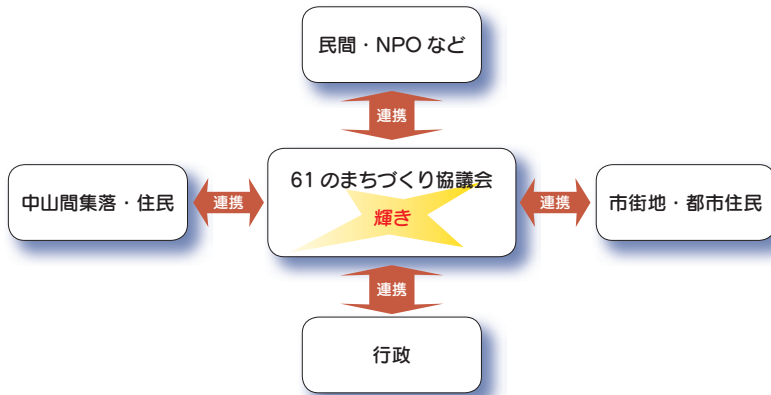 民間・NPO など
連携
61 のまちづくり協議会
輝き
中山間集落・住民
連携
連携
市街地・都市住民
連携
行政